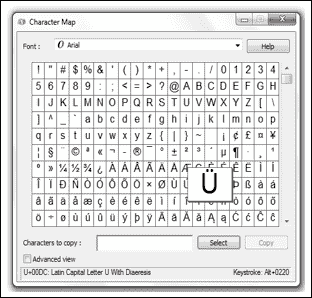 Character Map
Font : O Arial Help
! " # $ % & ' ( ) * + , - . / 0 1 2 3 4
5 6 7 8 9 : ; < = > ? @ A B C D E F G H
I J K L M N O P Q R S T U V W X Y Z [ \
] ^ _ ` a b c d e f g h i j k l m n o p
q r s t u v w x y z { | } ~ ¡ ¢ £ ¤ ¥
¦ § ¨ © ª « ¬ - ® ¯ ° ± ² ³ ´ µ ¶ · ¸ ¹
º » ¼ ½ ¾ ¿ À Á Â Ã Ä Å Æ Ç È É Ê Ë Ì Í
Î Ï Ð Ñ Ò Ó Ô Õ Ö × Ø Ù Ú Ü Þ ß à á
â ã ä å æ ç è é ê ë ì í î ò ó ô õ
ö ÷ ø ù ú û ü ý þ ÿ Ā ā Ă ă Ą ą Ć ć Ĉ ĉ
Characters to copy : Select Copy
Advanced view
U+00DC: Latin Capital Letter U With Diaeresis Keystroke: Alt+0220